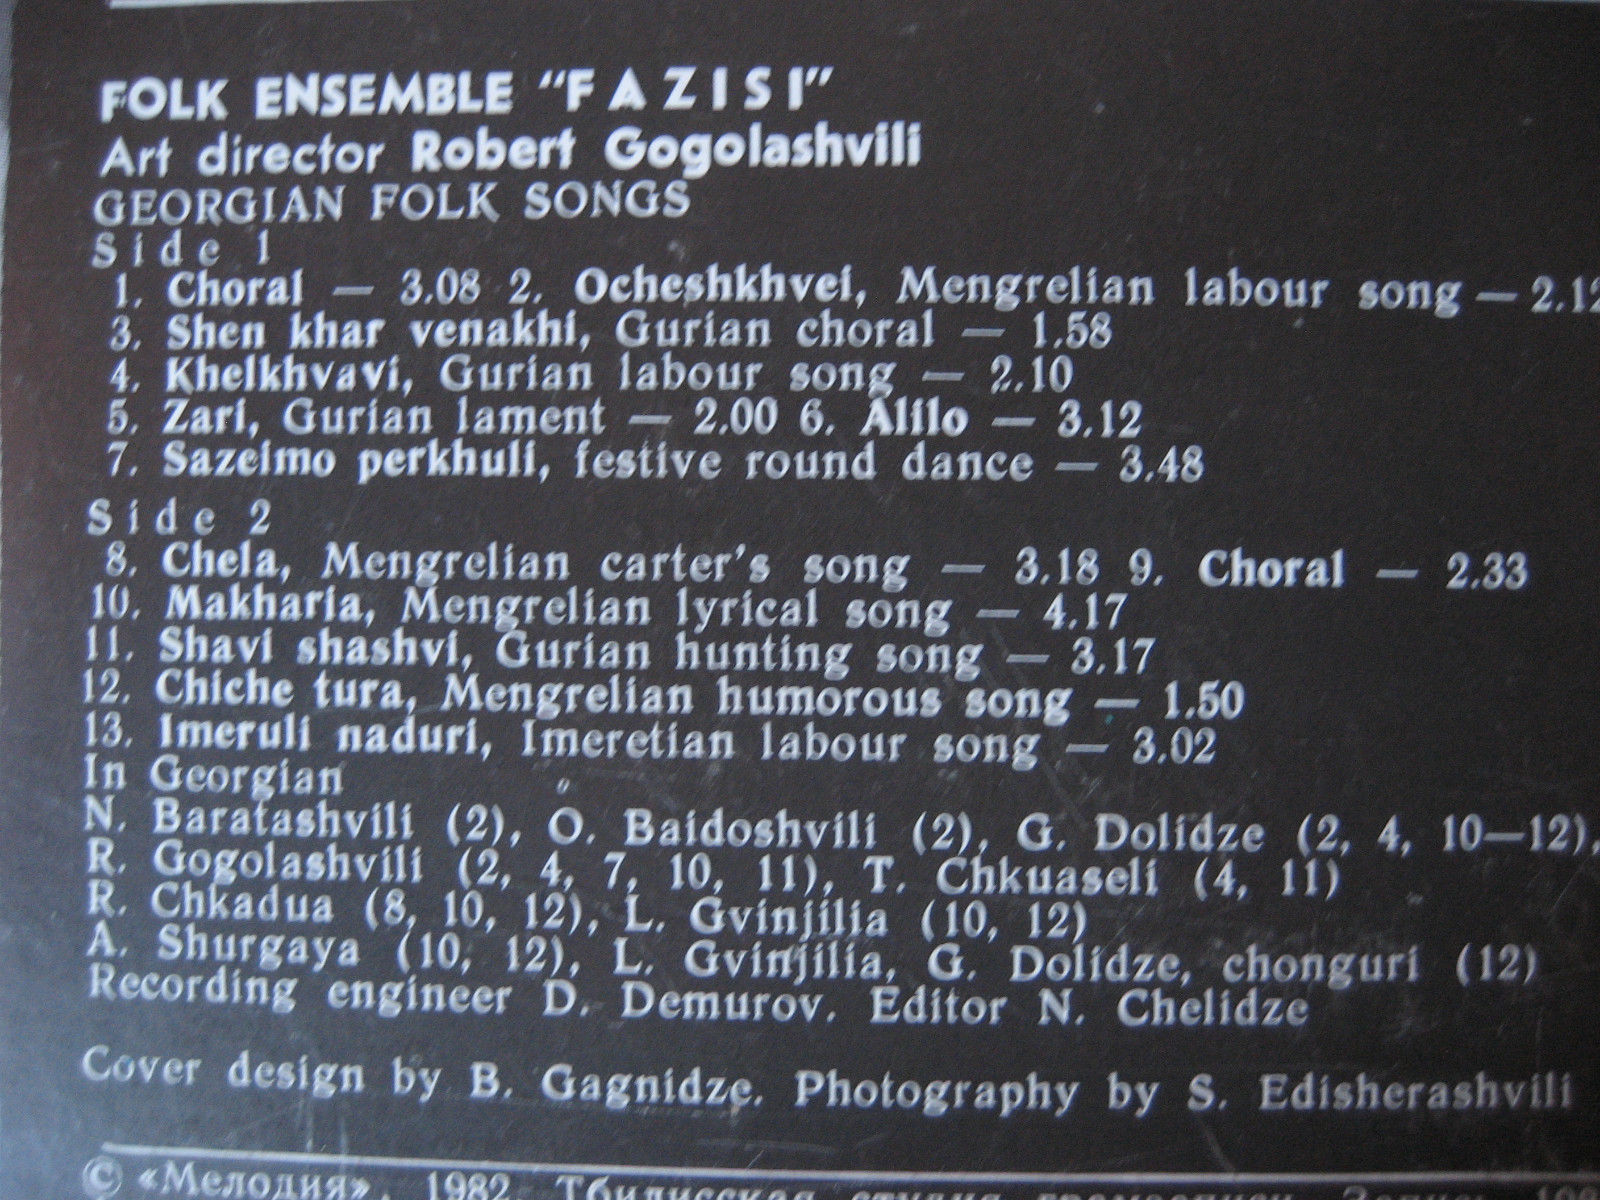 FOLK ENSEMBLE "FAZISI"
Art director Robert Gogolashvili
GEORGIAN FOLK SONGS
Side 1
1. Choral — 3.08 2. Ocheshkhvei, Mengrelian labour song — 2.12
3. Shen khar venakhi, Gurian choral — 1.58
4. Khelkhvavi, Gurian labour song — 2.10
5. Zari, Gurian lament — 2.00 6. Alilo — 3.12
7. Sazeimo perkhuli, festive round dance — 3.48
Side 2
8. Chela, Mengrelian carter's song — 3.18 9. Choral — 2.33
10. Makharia, Mengrelian lyrical song — 4.17
11. Shavi shashvi, Gurian hunting song — 3.17
12. Chiche tura, Mengrelian humorous song — 1.50
13. Imeruli naduri, Imeretian labour song — 3.02
In Georgian
N. Baratashvili (2), O. Baidoshvili (2), G. Dolidze (2, 4, 10—12),
R. Gogolashvili (2, 4, 7, 10, 11), T. Chkuaseli (4, 11)
R. Chkadua (8, 10, 12), L. Gvinjilia (10, 12)
A. Shurgaya (10, 12), L. Gvinjilia, G. Dolidze, chonguri (12)
Recording engineer D. Demurov. Editor N. Chelidze
Cover design by B. Gagnidze. Photography by S. Edisherashvili
© «Мелодия», 1982 Тбилисская студия грамзаписи